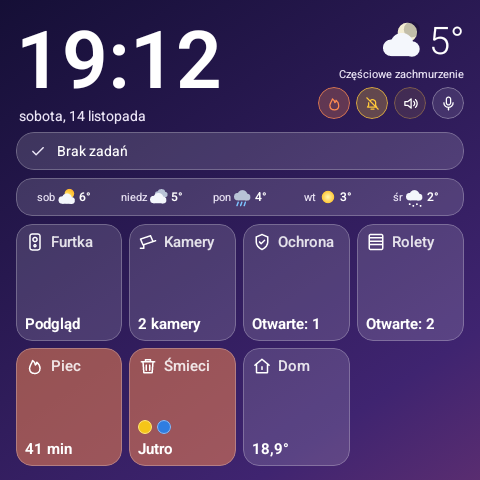 19:12
5°
Częściowe zachmurzenie
sobota, 14 listopada
Brak zadań
sob 6° niedz 5° pon 4° wt 3° śr 2°
Furtka Kamery Ochrona Rolety
Podgląd 2 kamery Otwarte: 1 Otwarte: 2
Piec Śmieci Dom
41 min Jutro 18,9°